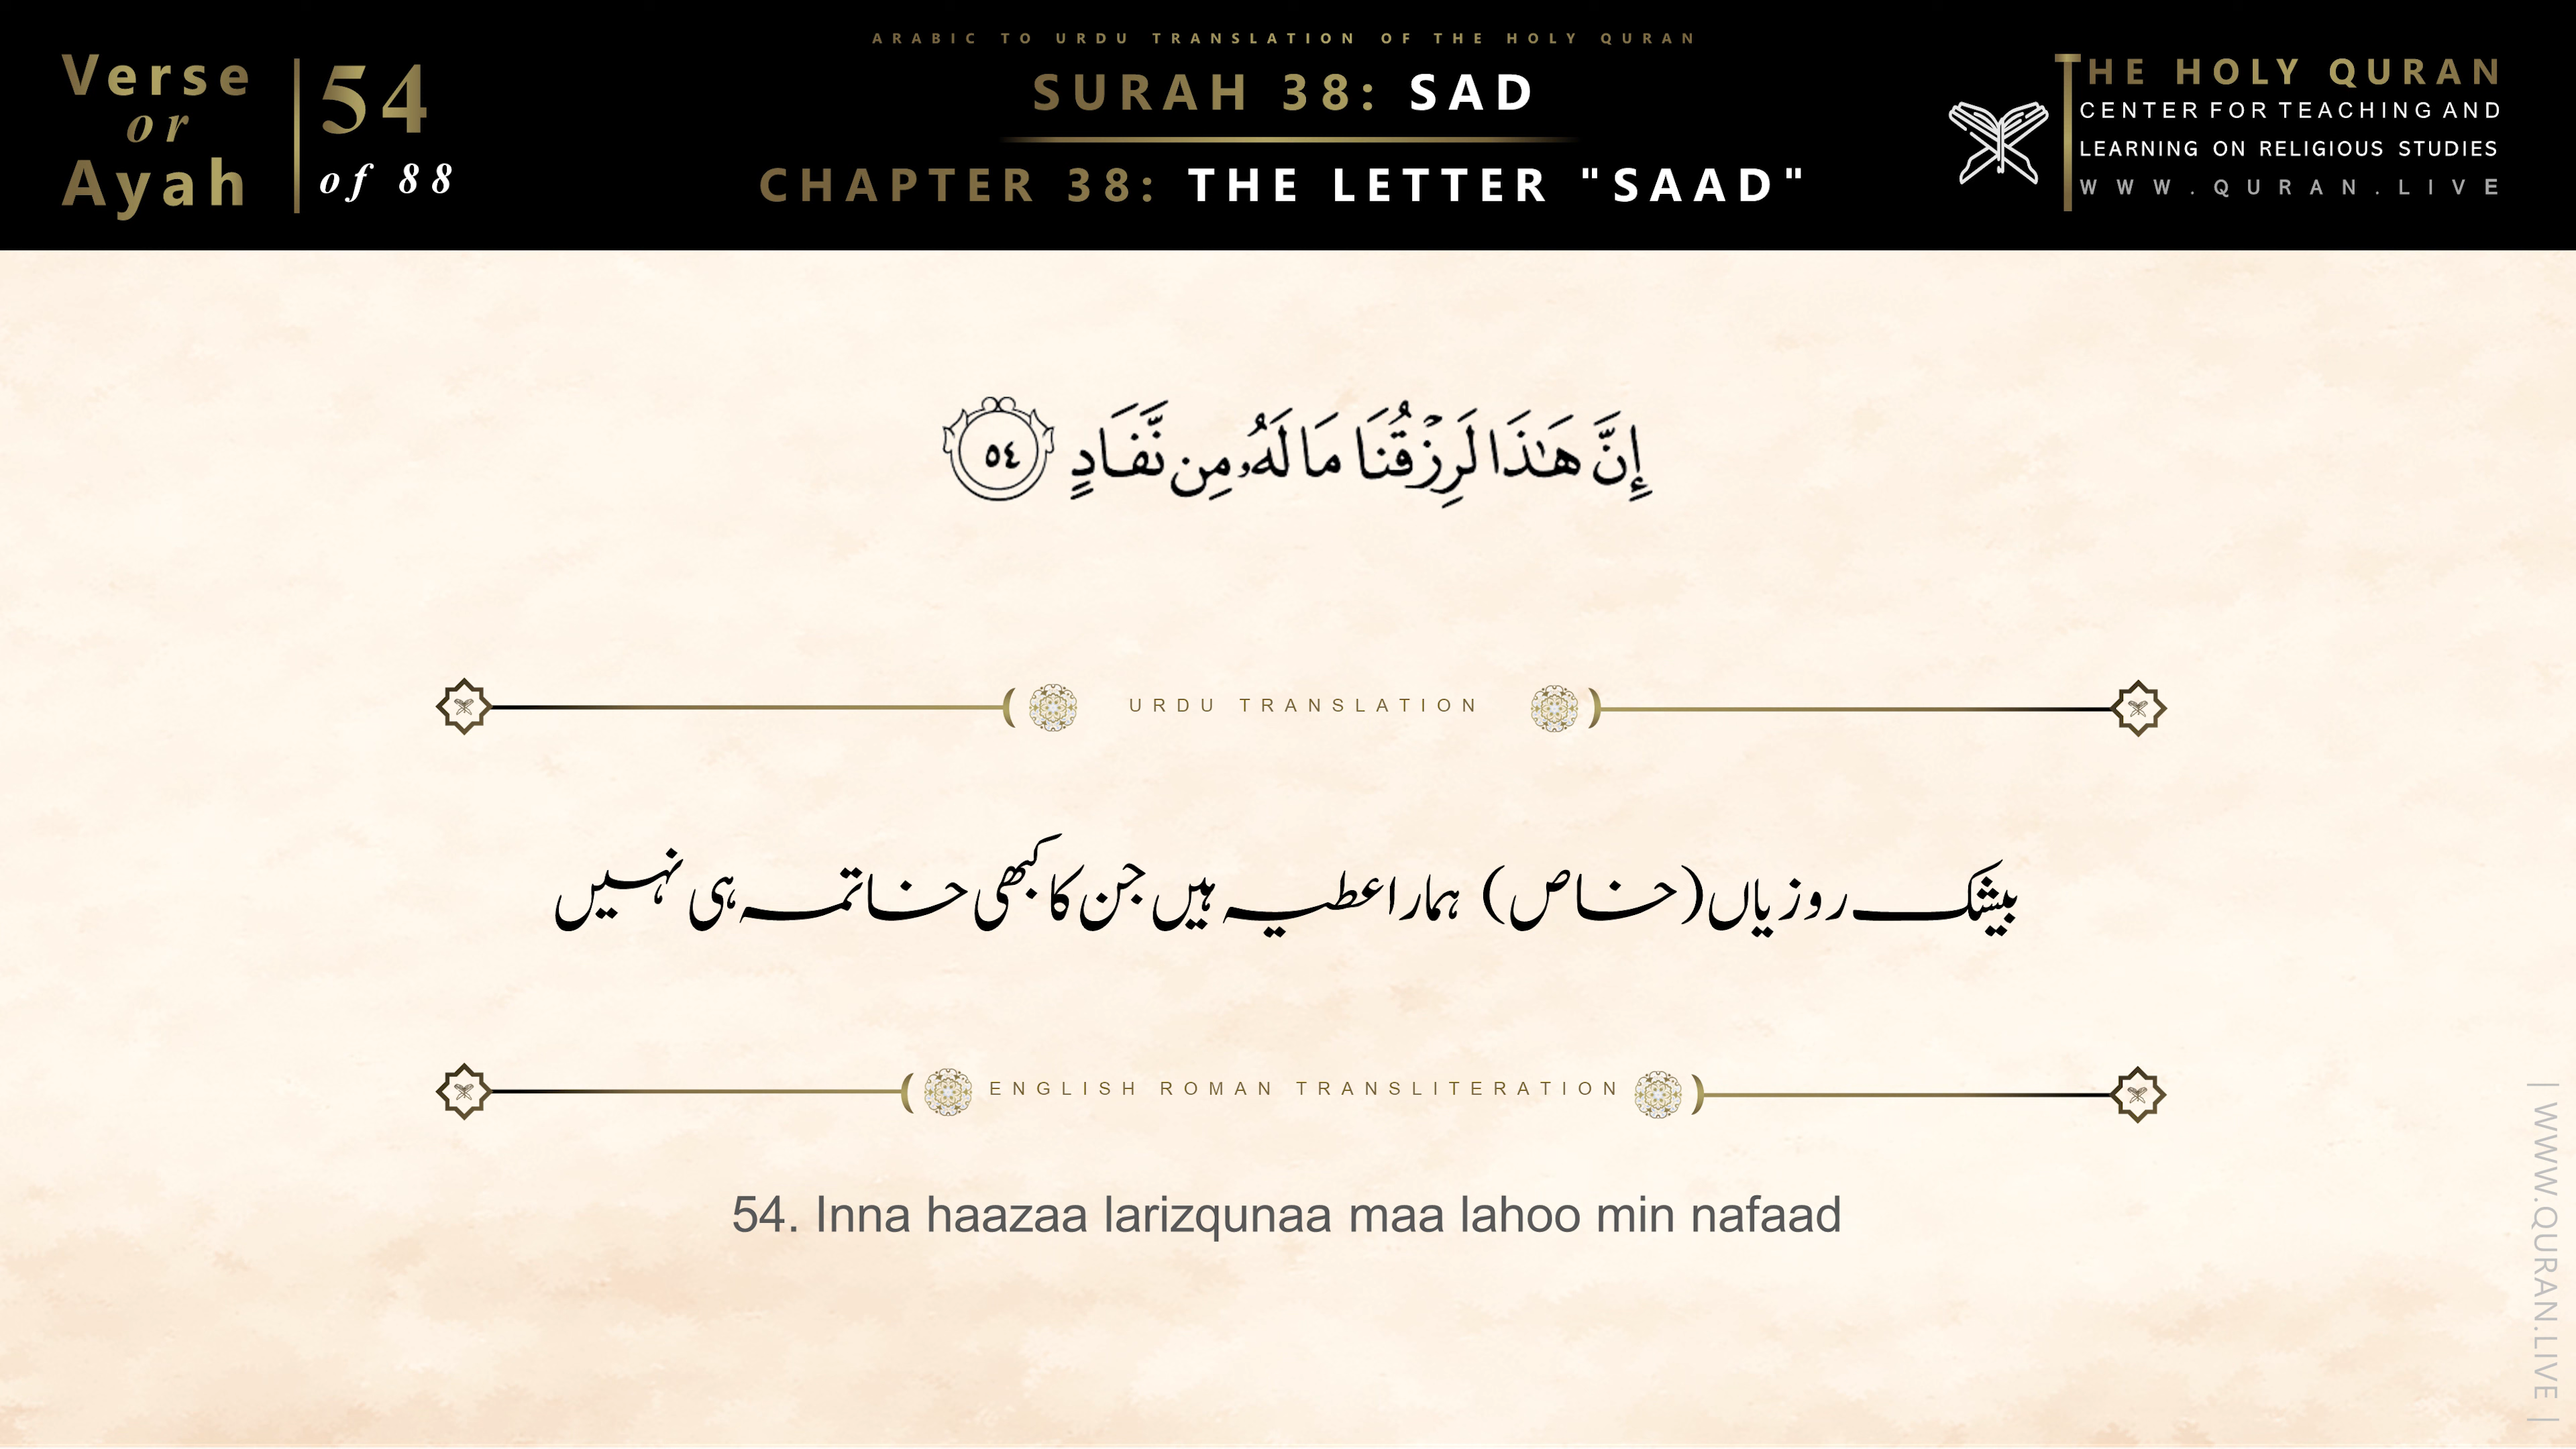 ARABIC TO URDU TRANSLATION OF THE HOLY QURAN
Verse
or
Ayah
54
of 88
SURAH 38: SAD
CHAPTER 38: THE LETTER "SAAD"
THE HOLY QURAN
CENTER FOR TEACHING AND
LEARNING ON RELIGIOUS STUDIES
WWW.QURAN.LIVE
إِنَّ هَـٰذَا لَرِزْقُنَا مَا لَهُۥ مِن نَّفَادٍ ٥٤
URDU TRANSLATION
بیشک روزیاں (خاص) ہمارا عطیہ ہیں جن کا کبھی خاتمہ ہی نہیں
ENGLISH ROMAN TRANSLITERATION
54. Inna haazaa larizqunaa maa lahoo min nafaad
| WWW.QURAN.LIVE |